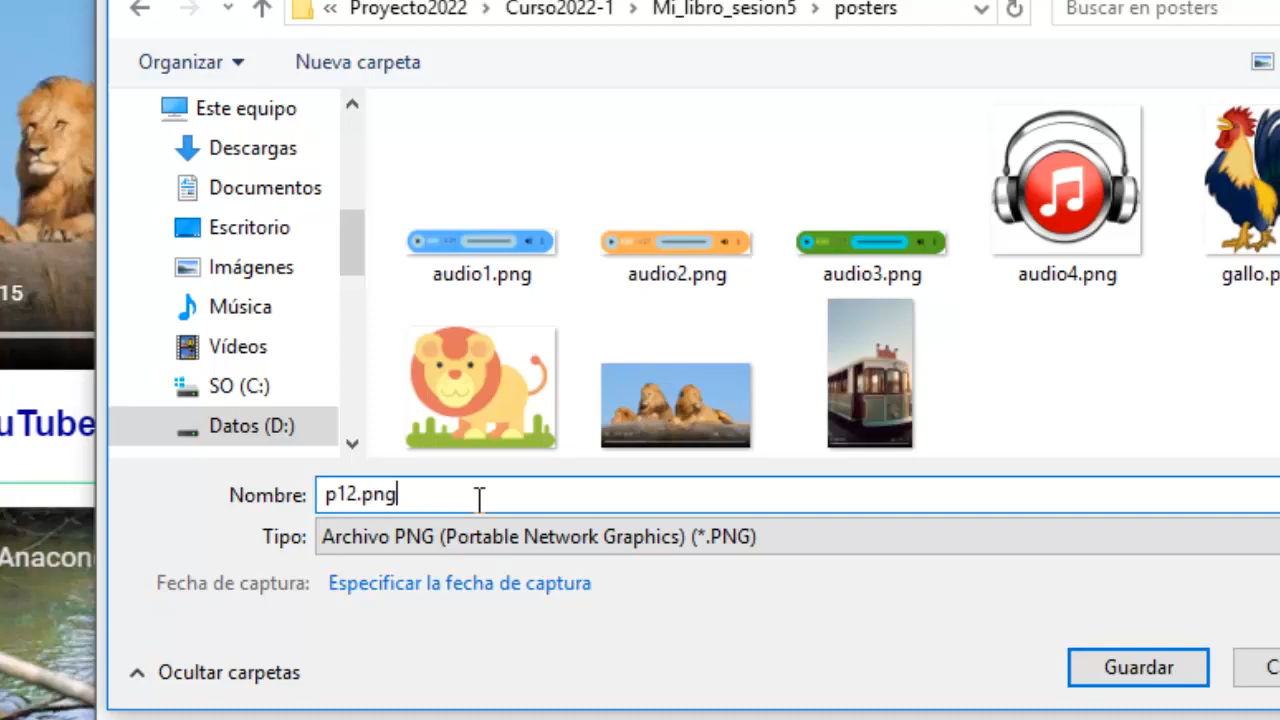 « Proyecto2022 > Curso2022-1 > Mi_libro_sesion5 > posters
Buscar en posters
Organizar
Nueva carpeta
Este equipo
Descargas
Documentos
Escritorio
Imágenes
Música
Vídeos
SO (C:)
Datos (D:)
audio1.png
audio2.png
audio3.png
audio4.png
gallo.p
15
uTube
Anacon
Nombre:
p12.png
Tipo:
Archivo PNG (Portable Network Graphics) (*.PNG)
Fecha de captura:
Especificar la fecha de captura
Ocultar carpetas
Guardar
C